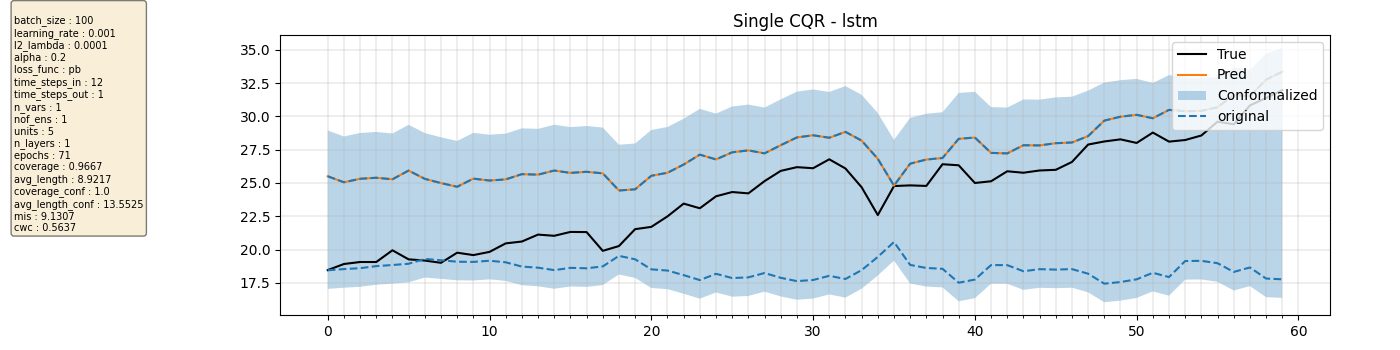 batch_size : 100
learning_rate : 0.001
l2_lambda : 0.0001
alpha : 0.2
loss_func : pb
time_steps_in : 12
time_steps_out : 1
n_vars : 1
nof_ens : 1
units : 5
n_layers : 1
epochs : 71
coverage : 0.9667
avg_length : 8.9217
coverage_conf : 1.0
avg_length_conf : 13.5525
mis : 9.1307
cwc : 0.5637
Single CQR - lstm
35.0
32.5
30.0
27.5
25.0
22.5
20.0
17.5
True
Pred
Conformalized
original
0 10 20 30 40 50 60